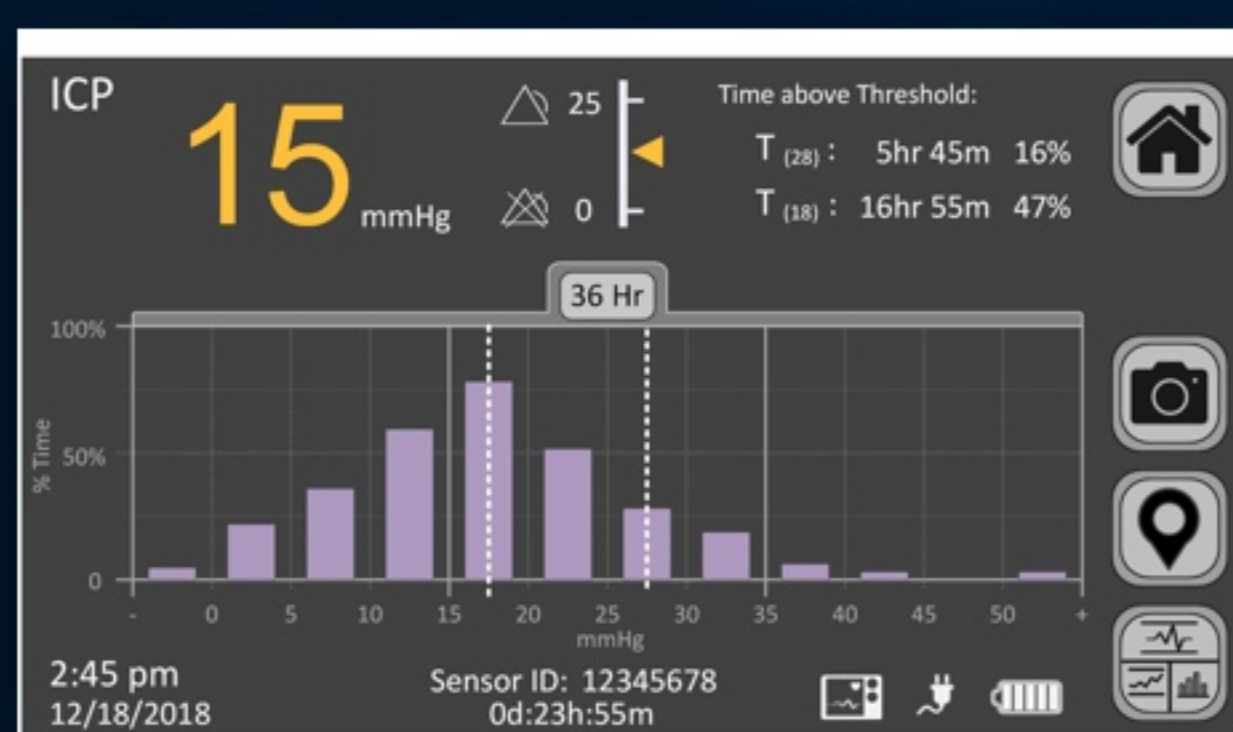 ICP
15 mmHg
25
0
Time above Threshold:
T (28) : 5hr 45m 16%
T (18) : 16hr 55m 47%
36 Hr
100%
50%
0
% Time
- 0 5 10 15 20 25 30 35 40 45 50 +
mmHg
2:45 pm
12/18/2018
Sensor ID: 12345678
0d:23h:55m